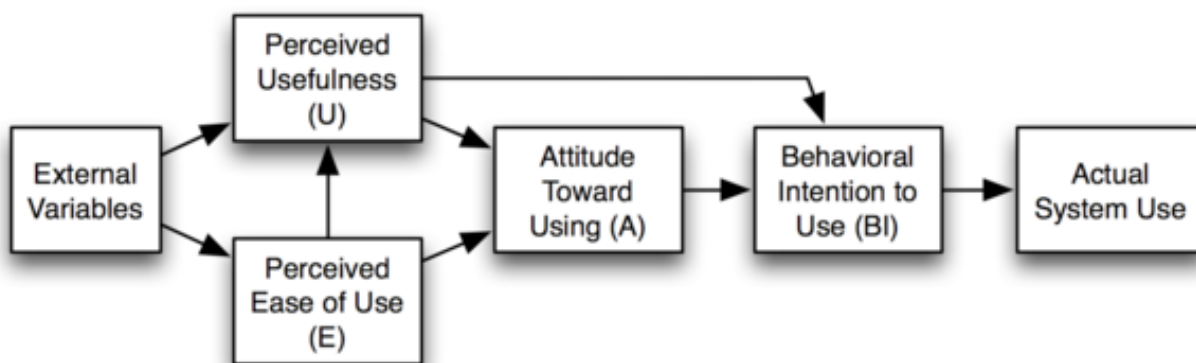 External
Variables
Perceived
Usefulness
(U)
Perceived
Ease of Use
(E)
Attitude
Toward
Using (A)
Behavioral
Intention to
Use (BI)
Actual
System Use